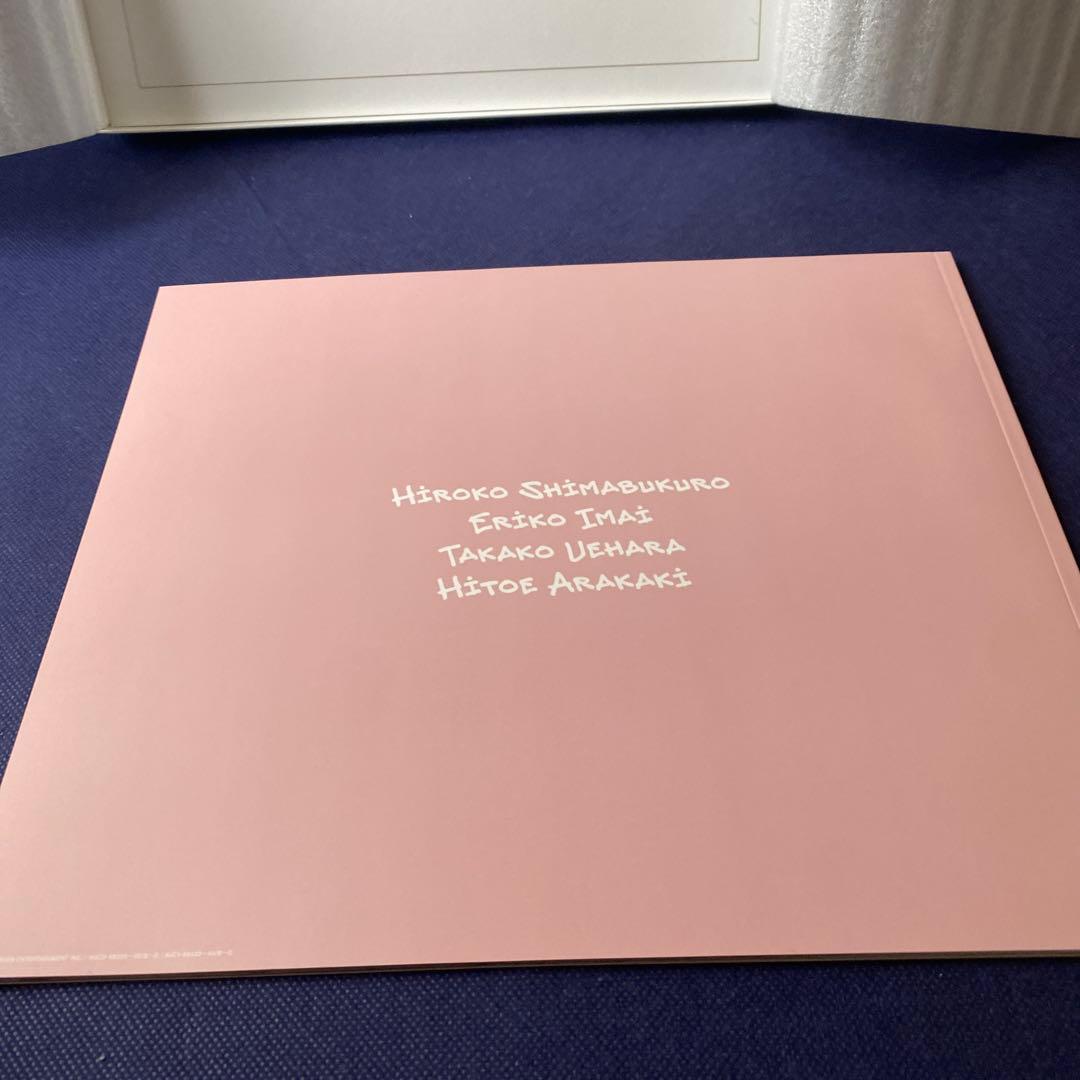 Hiroko Shimabukuro
Eriko Imai
Takako Uehara
Hitoe Arakaki